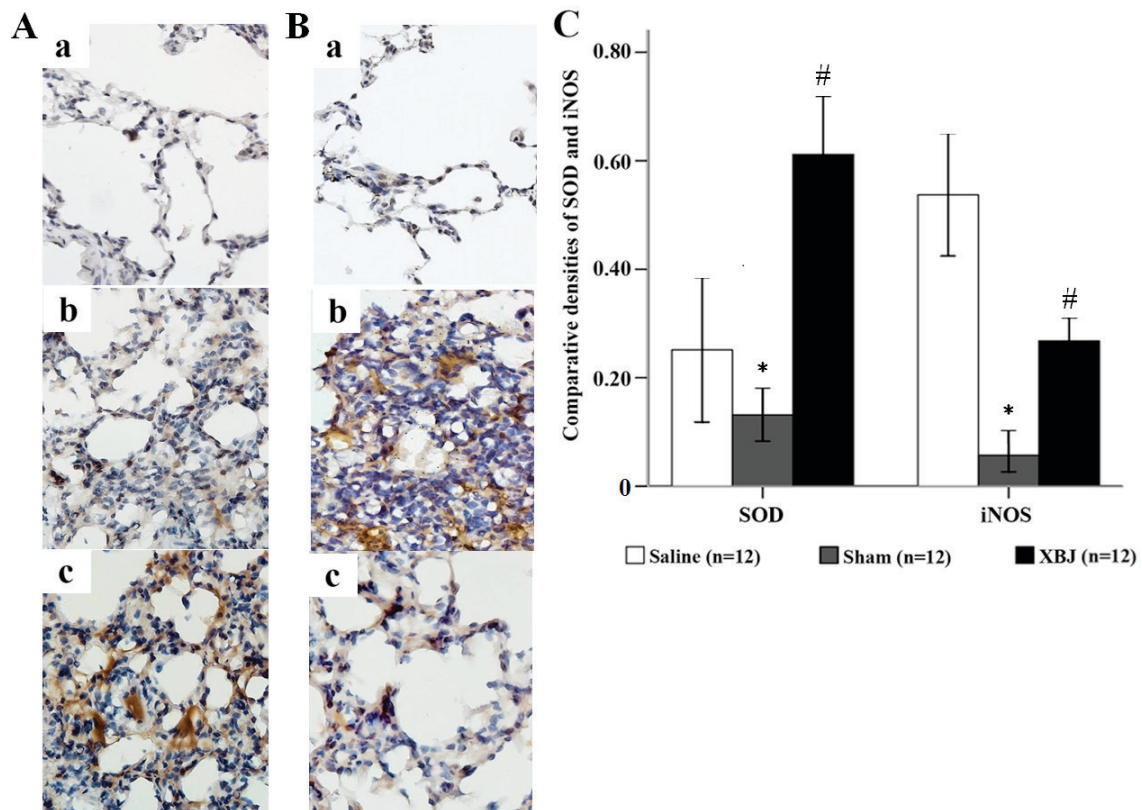 A
a
b
c
B
a
b
c
C
Comparative densities of SOD and iNOS
0.80
0.60
0.40
0.20
0
#
*
*
#
SOD
iNOS
Saline (n=12)
Sham (n=12)
XBJ (n=12)